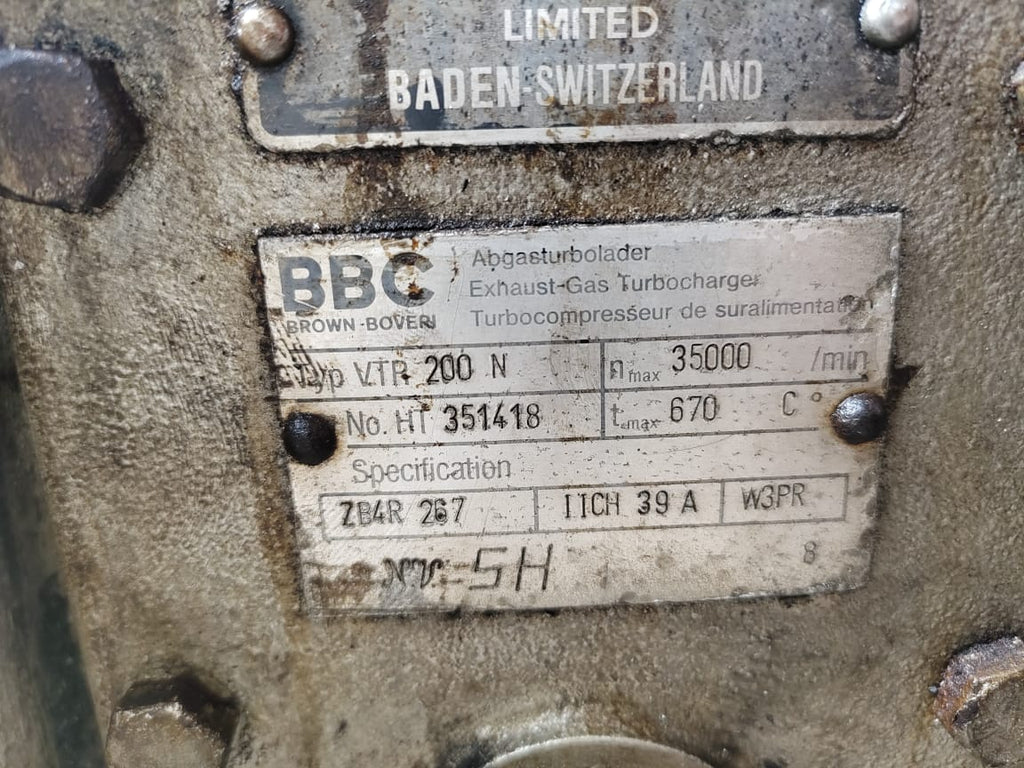 LIMITED
BADEN-SWITZERLAND
BBC
BROWN-BOVERI
Abgasturbolader
Exhaust-Gas Turbocharger
Turbocompresseur de suralimentation
Typ VTR 200 N n max 35000 /min
No. HT 351418 t max 670 C°
Specification
ZB4R 267 IICH 39 A W3PR
5H 8